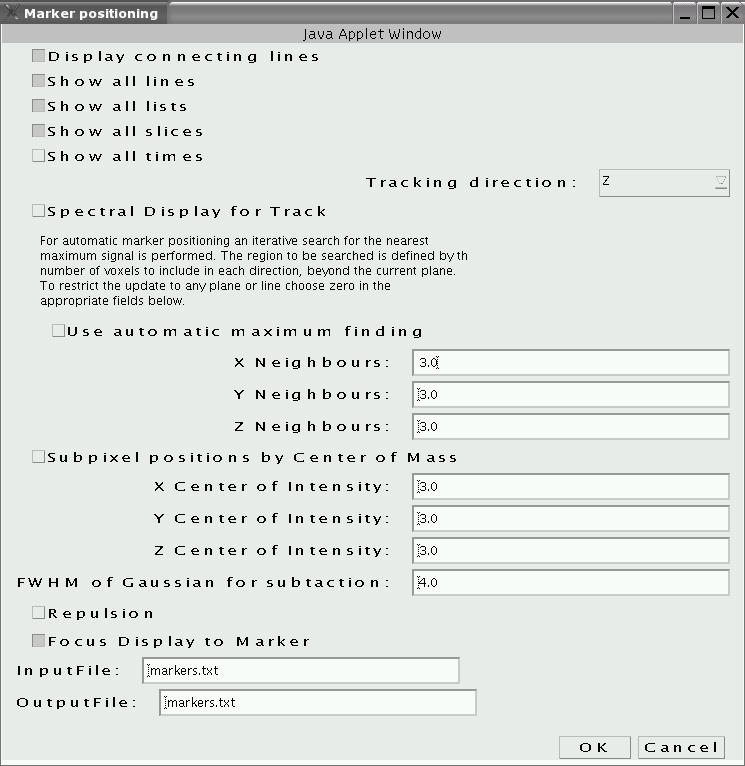 Marker positioning
Java Applet Window
Display connecting lines
Show all lines
Show all lists
Show all slices
Show all times
Tracking direction: Z
Spectral Display for Track
For automatic marker positioning an iterative search for the nearest
maximum signal is performed. The region to be searched is defined by th
number of voxels to include in each direction, beyond the current plane.
To restrict the update to any plane or line choose zero in the
appropriate fields below.
Use automatic maximum finding
X Neighbours: 3.0
Y Neighbours: 3.0
Z Neighbours: 3.0
Subpixel positions by Center of Mass
X Center of Intensity: 3.0
Y Center of Intensity: 3.0
Z Center of Intensity: 3.0
FWHM of Gaussian for subtaction: 4.0
Repulsion
Focus Display to Marker
InputFile: markers.txt
OutputFile: markers.txt
OK Cancel